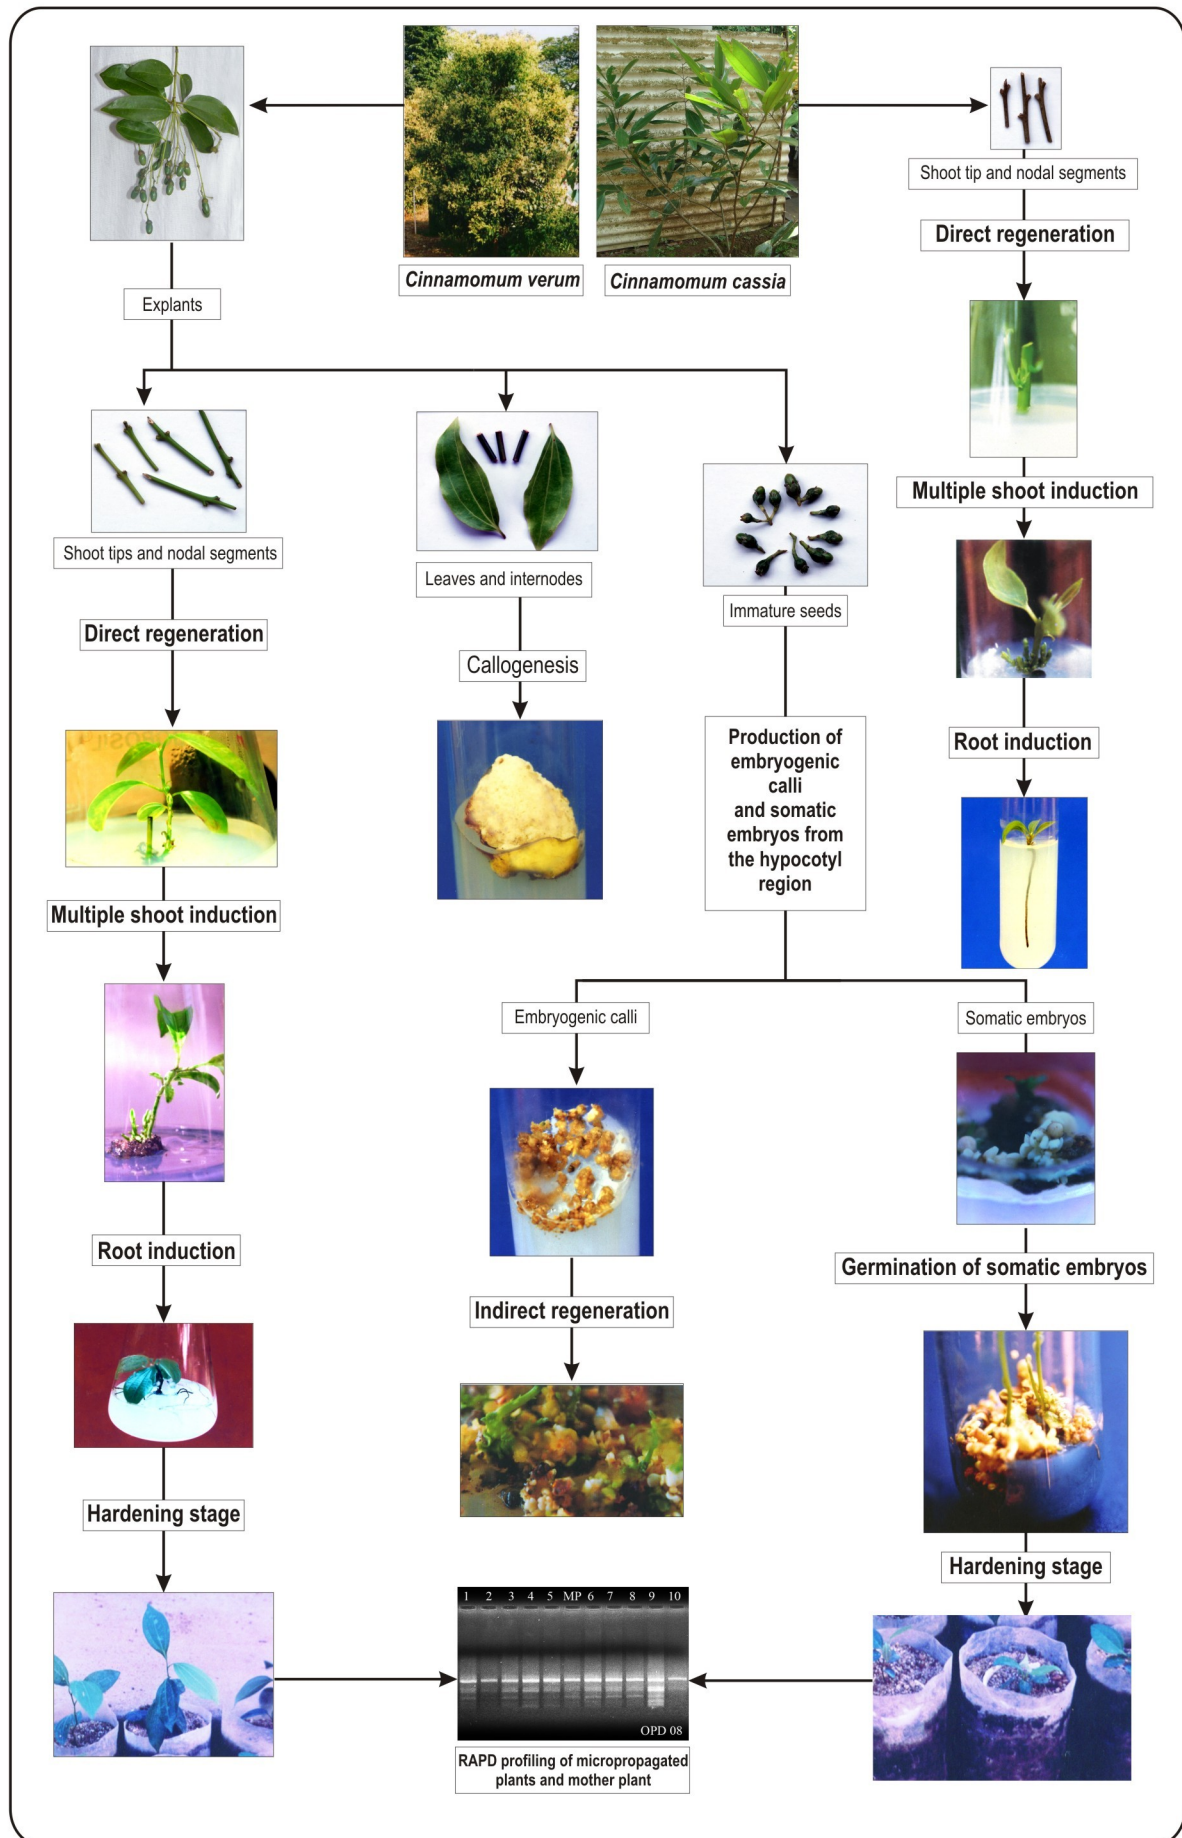 Cinnamomum verum
Cinnamomum cassia
Explants
Shoot tips and nodal segments
Direct regeneration
Multiple shoot induction
Root induction
Hardening stage
Leaves and internodes
Callogenesis
Immature seeds
Production of
embryogenic
calli
and somatic
embryos from
the hypocotyl
region
Embryogenic calli
Indirect regeneration
Somatic embryos
Germination of somatic embryos
Hardening stage
Shoot tip and nodal segments
Direct regeneration
Multiple shoot induction
Root induction
1 2 3 4 5 MP 6 7 8 9 10
OPD 08
RAPD profiling of micropropagated
plants and mother plant